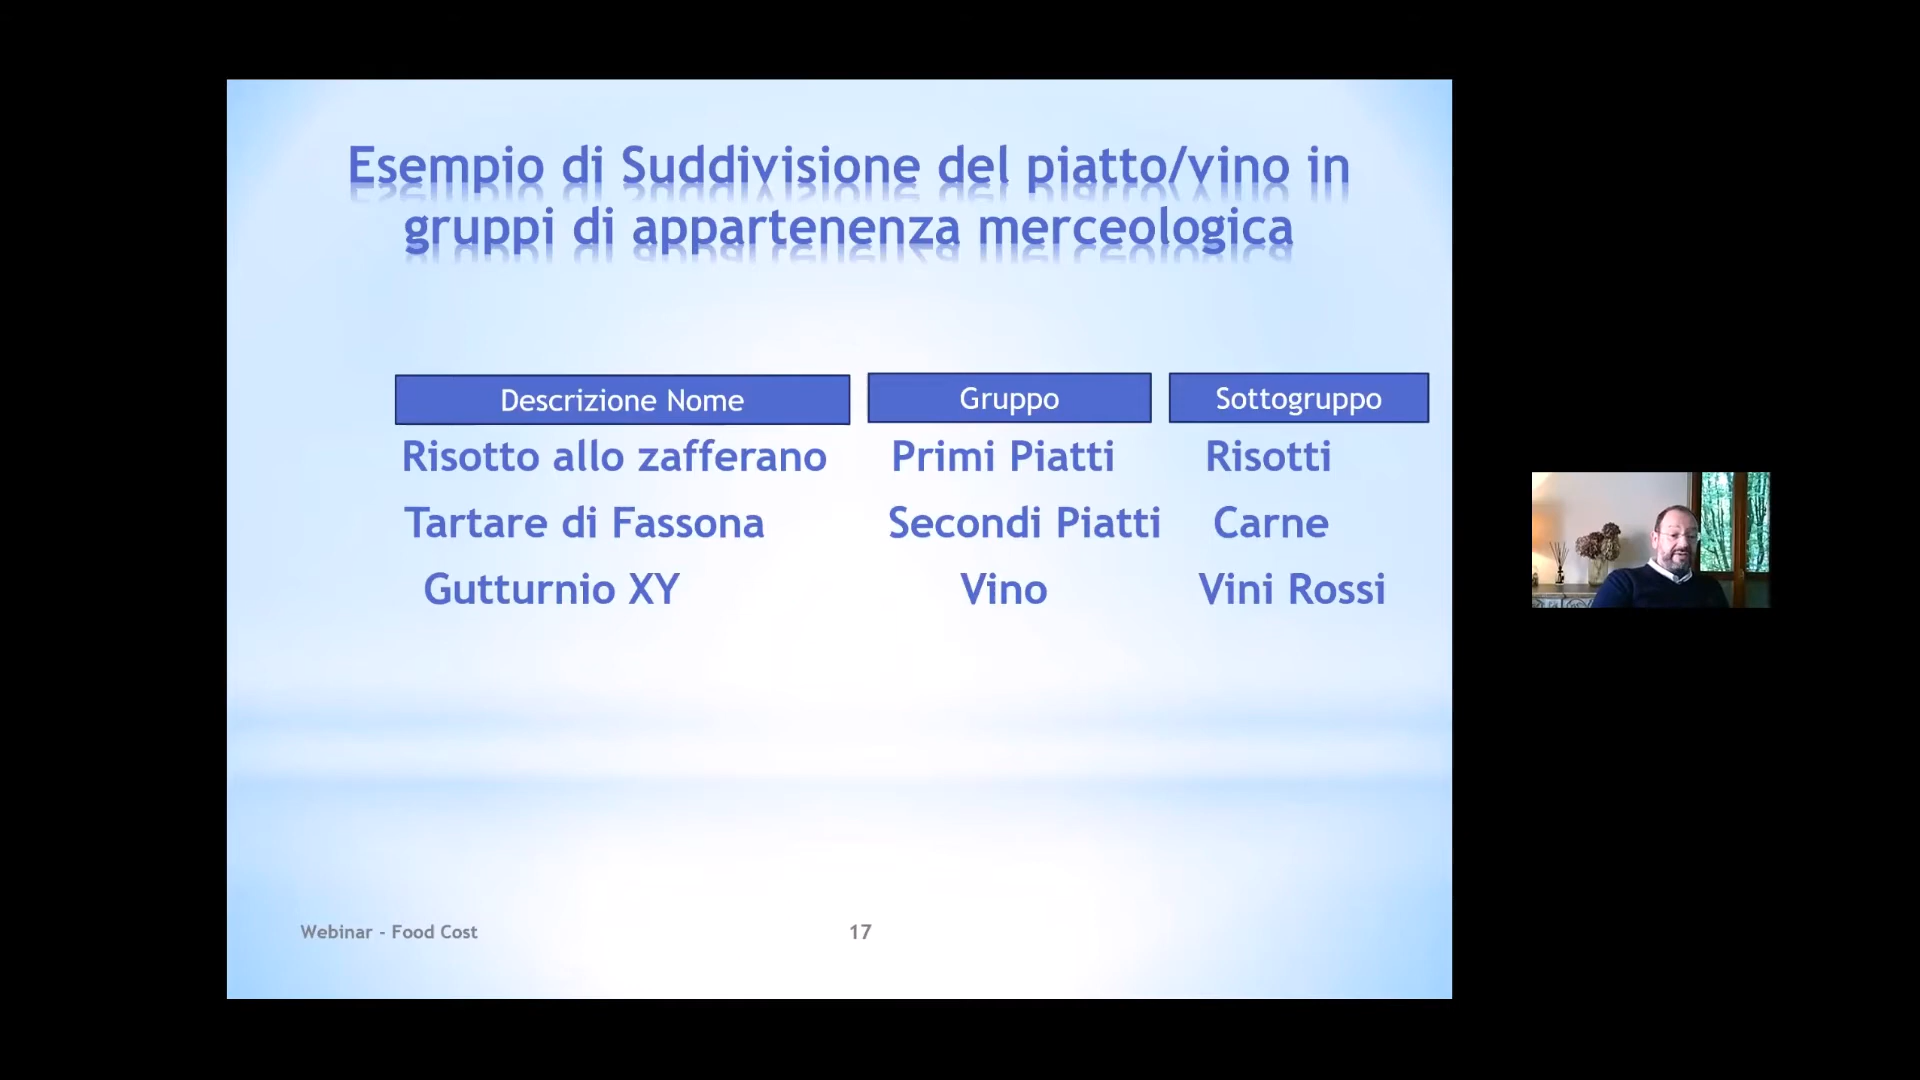 Esempio di Suddivisione del piatto/vino in
gruppi di appartenenza merceologica
Descrizione Nome Gruppo Sottogruppo
Risotto allo zafferano Primi Piatti Risotti
Tartare di Fassona Secondi Piatti Carne
Gutturnio XY Vino Vini Rossi
Webinar - Food Cost 17